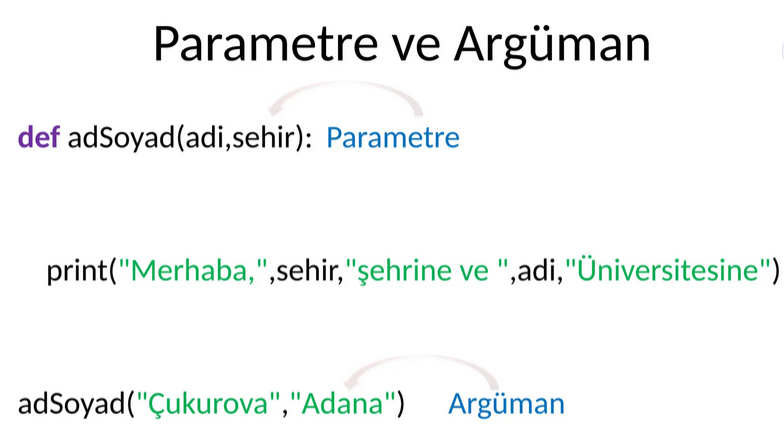 Parametre ve Argüman
def adSoyad(adi,sehir): Parametre
print("Merhaba,",sehir,"şehrine ve ",adi,"Üniversitesine")
adSoyad("Çukurova","Adana") Argüman